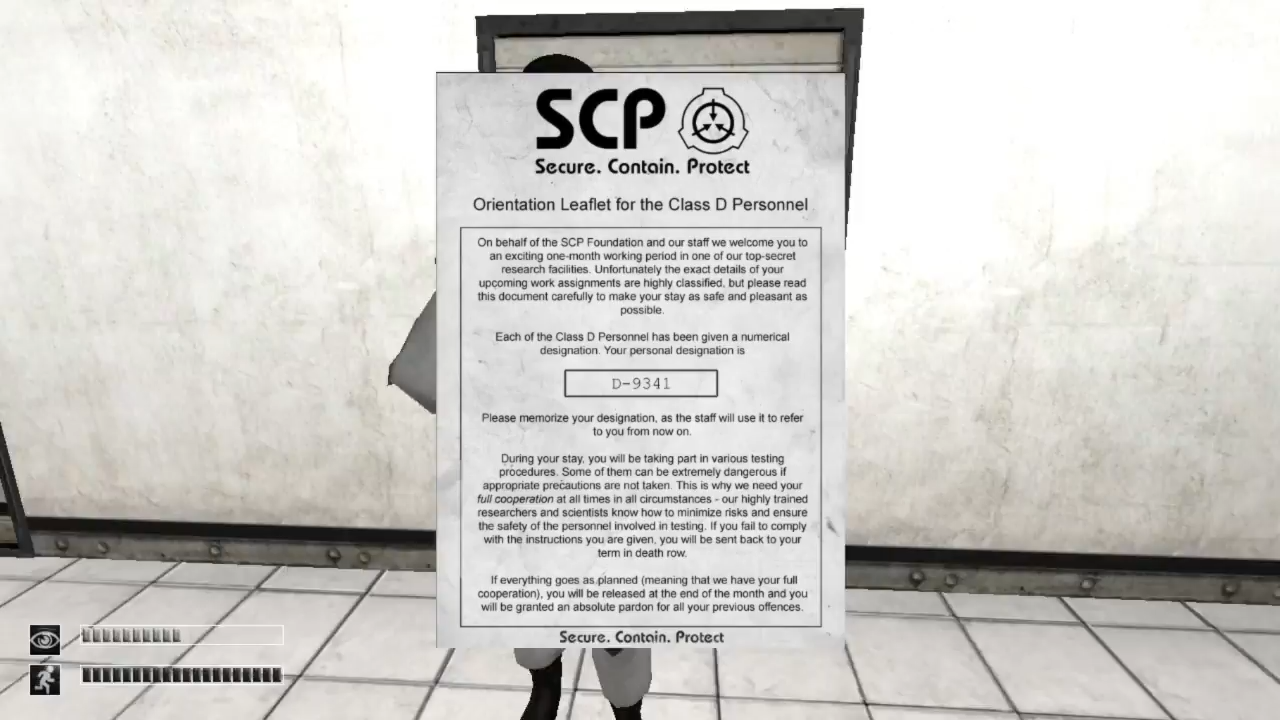 SCP
Secure. Contain. Protect
Orientation Leaflet for the Class D Personnel
On behalf of the SCP Foundation and our staff we welcome you to
an exciting one-month working period in one of our top-secret
research facilities. Unfortunately the exact details of your
upcoming work assignments are highly classified, but please read
this document carefully to make your stay as safe and pleasant as
possible.
Each of the Class D Personnel has been given a numerical
designation. Your personal designation is
D-9341
Please memorize your designation, as the staff will use it to refer
to you from now on.
During your stay, you will be taking part in various testing
procedures. Some of them can be extremely dangerous if
appropriate precautions are not taken. This is why we need your
full cooperation at all times in all circumstances - our highly trained
researchers and scientists know how to minimize risks and ensure
the safety of the personnel involved in testing. If you fail to comply
with the instructions you are given, you will be sent back to your
term in death row.
If everything goes as planned (meaning that we have your full
cooperation), you will be released at the end of the month and you
will be granted an absolute pardon for all your previous offences.
Secure. Contain. Protect